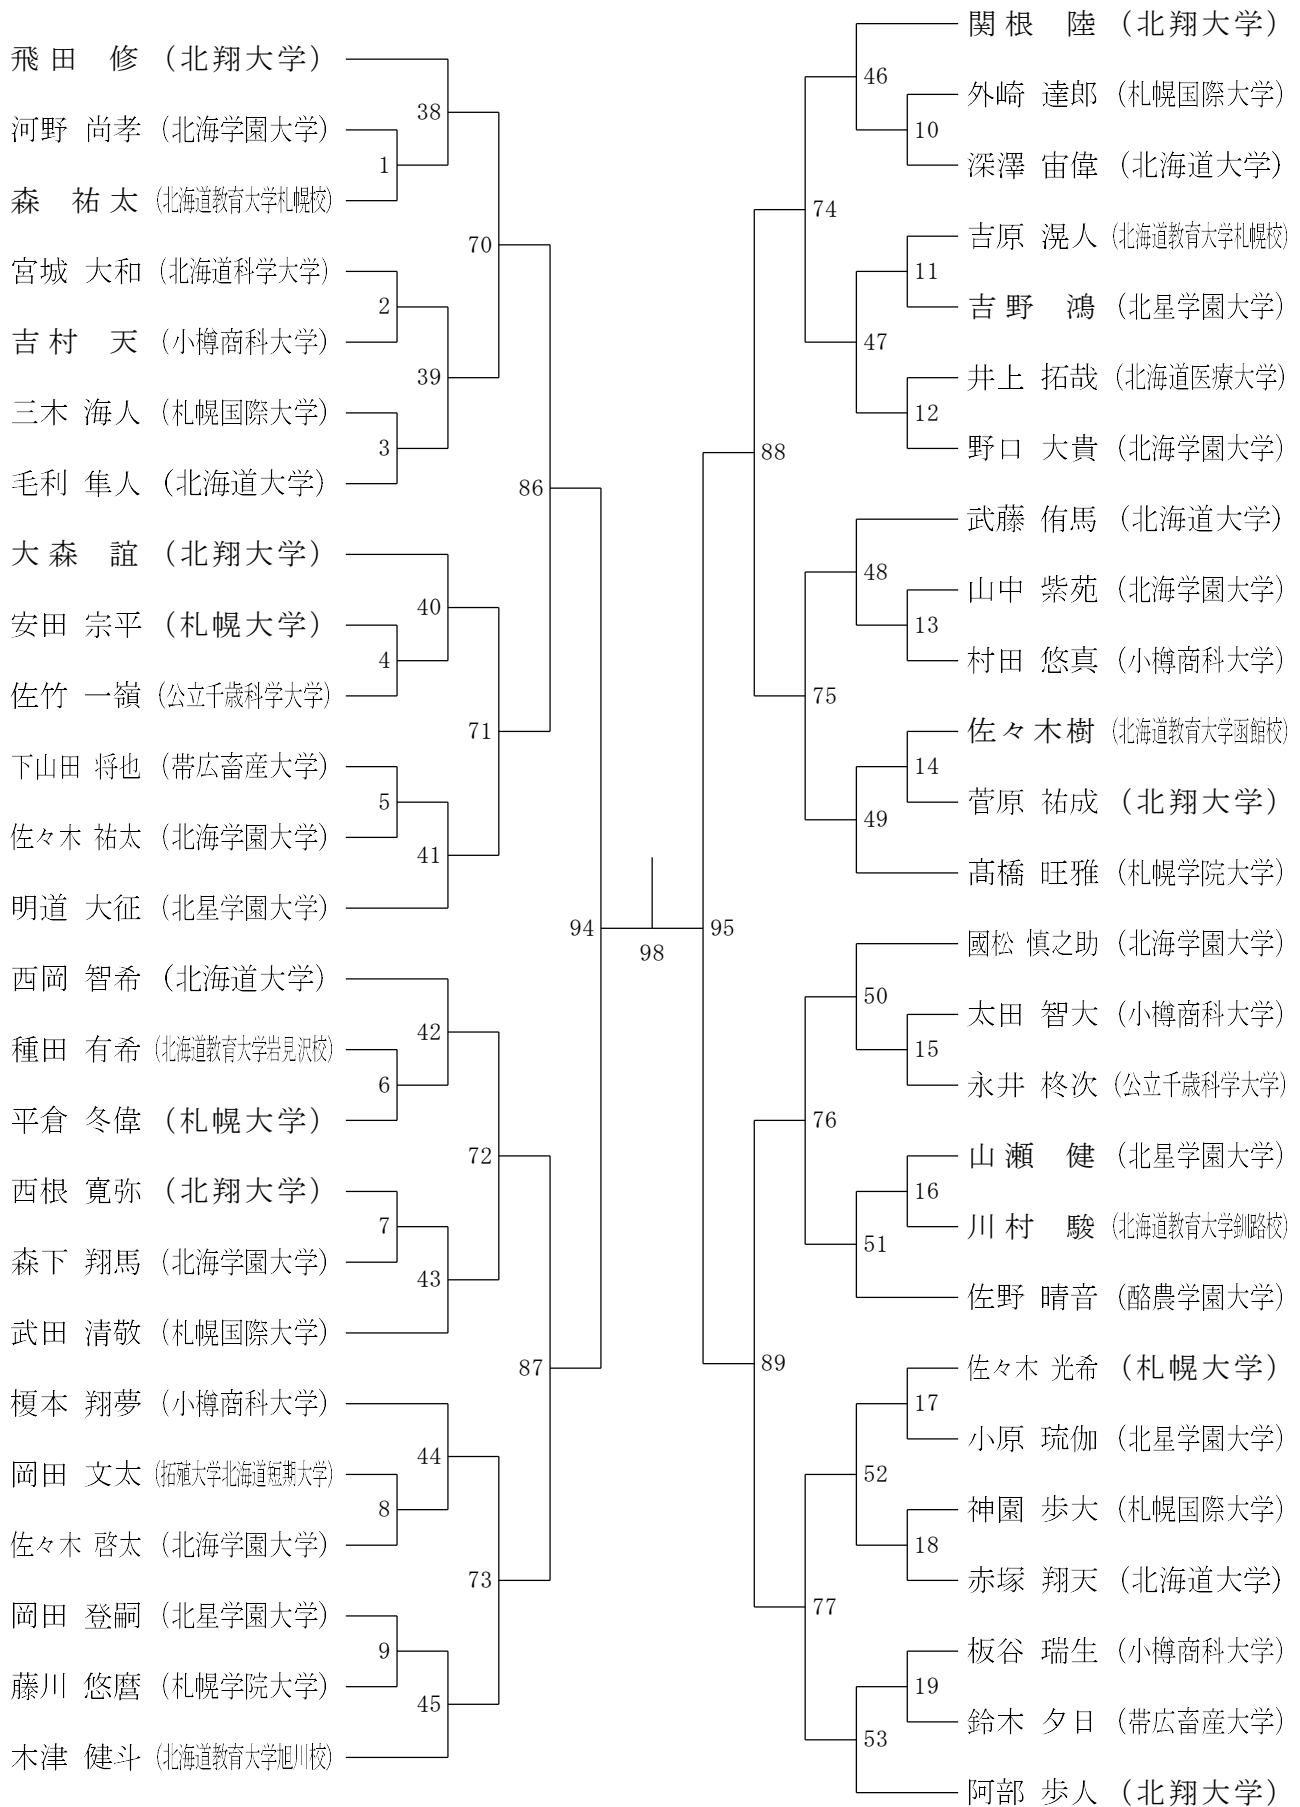 飛田 修 (北翔大学)
38
河野 尚孝 (北海学園大学)
1
森 祐太 (北海道教育大学札幌校)
70
宮城 大和 (北海道科学大学)
2
吉村 天 (小樽商科大学)
39
三木 海人 (札幌国際大学)
3
毛利 隼人 (北海道大学)
86
大森 誼 (北翔大学)
40
安田 宗平 (札幌大学)
4
佐竹 一嶺 (公立千歳科学大学)
71
下山田 将也 (帯広畜産大学)
5
佐々木 祐太 (北海学園大学)
41
明道 大征 (北星学園大学)
94
西岡 智希 (北海道大学)
42
種田 有希 (北海道教育大学岩見沢校)
6
平倉 冬偉 (札幌大学)
72
西根 寛弥 (北翔大学)
7
森下 翔馬 (北海学園大学)
43
武田 清敬 (札幌国際大学)
87
榎本 翔夢 (小樽商科大学)
44
岡田 文太 (拓殖大学北海道短期大学)
8
佐々木 啓太 (北海学園大学)
73
岡田 登嗣 (北星学園大学)
9
藤川 悠麿 (札幌学院大学)
45
木津 健斗 (北海道教育大学旭川校)
98
関根 陸 (北翔大学)
46
外崎 達郎 (札幌国際大学)
10
深澤 宙偉 (北海道大学)
74
吉原 滉人 (北海道教育大学札幌校)
11
吉野 鴻 (北星学園大学)
47
井上 拓哉 (北海道医療大学)
12
野口 大貴 (北海学園大学)
88
武藤 侑馬 (北海道大学)
48
山中 紫苑 (北海学園大学)
13
村田 悠真 (小樽商科大学)
75
佐々木樹 (北海道教育大学函館校)
14
菅原 祐成 (北翔大学)
49
髙橋 旺雅 (札幌学院大学)
95
國松 慎之助 (北海学園大学)
50
太田 智大 (小樽商科大学)
15
永井 柊次 (公立千歳科学大学)
76
山瀬 健 (北星学園大学)
16
川村 駿 (北海道教育大学釧路校)
51
佐野 晴音 (酪農学園大学)
89
佐々木 光希 (札幌大学)
17
小原 琉伽 (北星学園大学)
52
神園 歩大 (札幌国際大学)
18
赤塚 翔天 (北海道大学)
77
板谷 瑞生 (小樽商科大学)
19
鈴木 夕日 (帯広畜産大学)
53
阿部 歩人 (北翔大学)